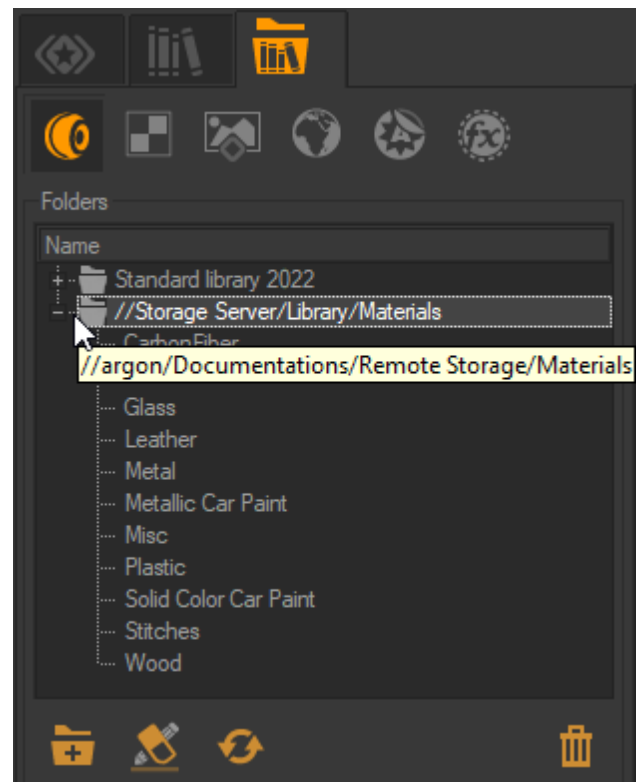 Folders
Name
Standard library 2022
//Storage Server/Library/Materials
CarbonFiber
//argon/Documentations/Remote Storage/Materials
Glass
Leather
Metal
Metallic Car Paint
Misc
Plastic
Solid Color Car Paint
Stitches
Wood